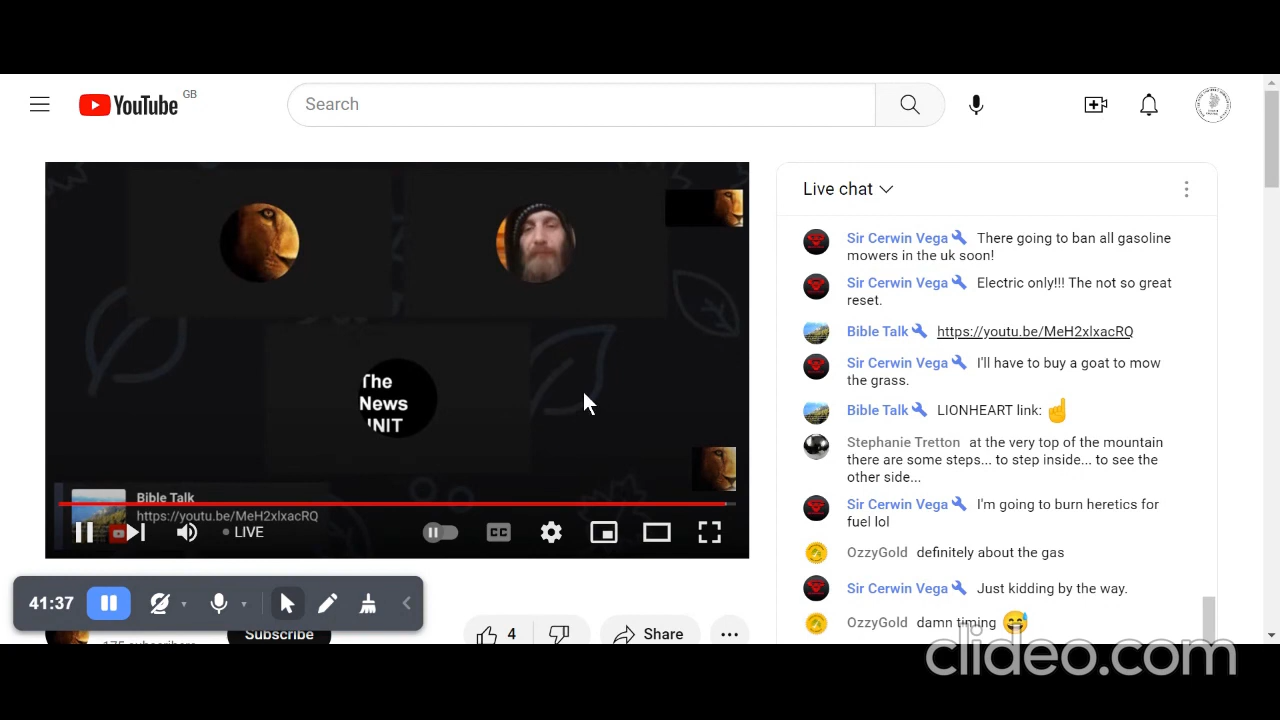 YouTube GB
Search
The
News
UNIT
Bible Talk
https://youtu.be/MeH2xlxacRQ
LIVE
CC
41:37
Subscribe
4
Share
Live chat
Sir Cerwin Vega There going to ban all gasoline
mowers in the uk soon!
Sir Cerwin Vega Electric only!!! The not so great
reset.
Bible Talk https://youtu.be/MeH2xlxacRQ
Sir Cerwin Vega I'll have to buy a goat to mow
the grass.
Bible Talk LIONHEART link: ☝
Stephanie Tretton at the very top of the mountain
there are some steps... to step inside... to see the
other side...
Sir Cerwin Vega I'm going to burn heretics for
fuel lol
OzzyGold definitely about the gas
Sir Cerwin Vega Just kidding by the way.
OzzyGold damn timing 😅
clideo.com